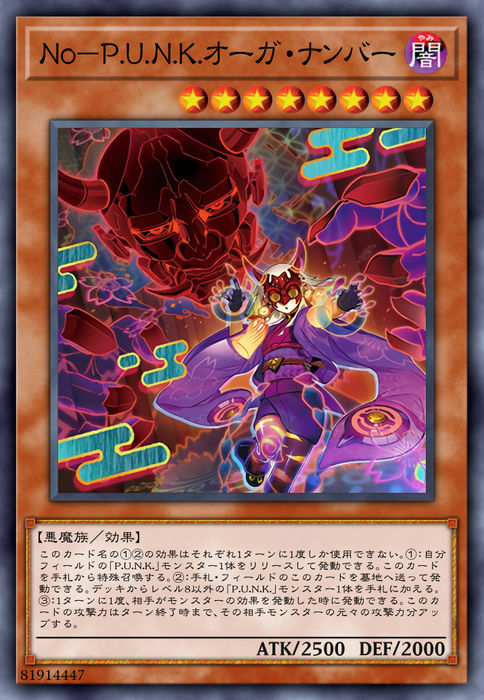 No-P.U.N.K.オーガ・ナンバー
やみ
闇
【悪魔族/効果】
このカード名の①②の効果はそれぞれ1ターンに1度しか使用できない。①:自分
フィールドの「P.U.N.K.」モンスター1体をリリースして発動できる。このカード
を手札から特殊召喚する。②:手札・フィールドのこのカードを墓地へ送って発
動できる。デッキからレベル8以外の「P.U.N.K.」モンスター1体を手札に加える。
③:1ターンに1度、相手がモンスターの効果を発動した時に発動できる。このカー
ドの攻撃力はターン終了時まで、その相手モンスターの元々の攻撃力分アッ
プする。
ATK/2500 DEF/2000
81914447